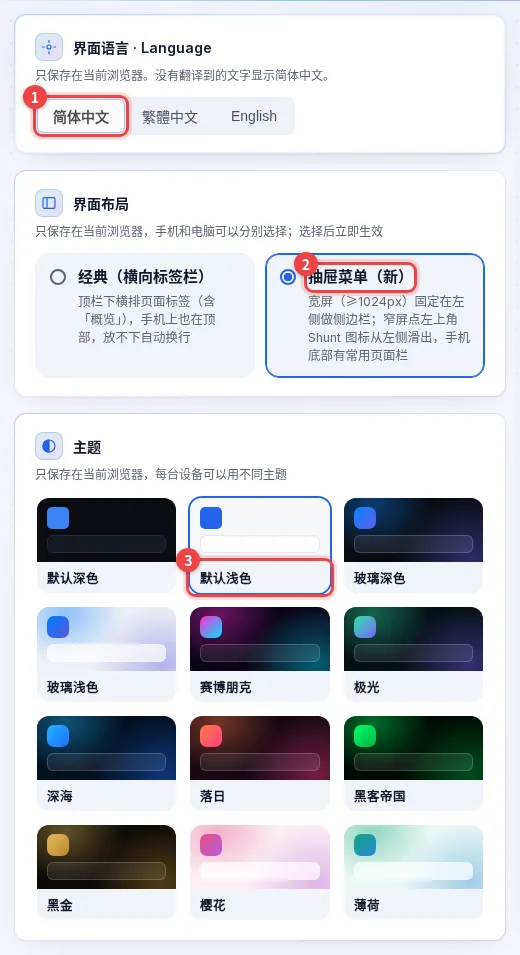 界面语言 · Language
只保存在当前浏览器。没有翻译到的文字显示简体中文。
1
简体中文
繁體中文
English
界面布局
只保存在当前浏览器，手机和电脑可以分别选择；选择后立即生效
经典（横向标签栏）
顶栏下横排页面标签（含
「概览」），手机上也在顶
部，放不下自动换行
2
抽屉菜单（新）
宽屏（≥1024px）固定在左
侧做侧边栏；窄屏点左上角
Shunt 图标从左侧滑出，手机
底部有常用页面栏
主题
只保存在当前浏览器，每台设备可以用不同主题
默认深色
3
默认浅色
玻璃深色
玻璃浅色
赛博朋克
极光
深海
落日
黑客帝国
黑金
樱花
薄荷